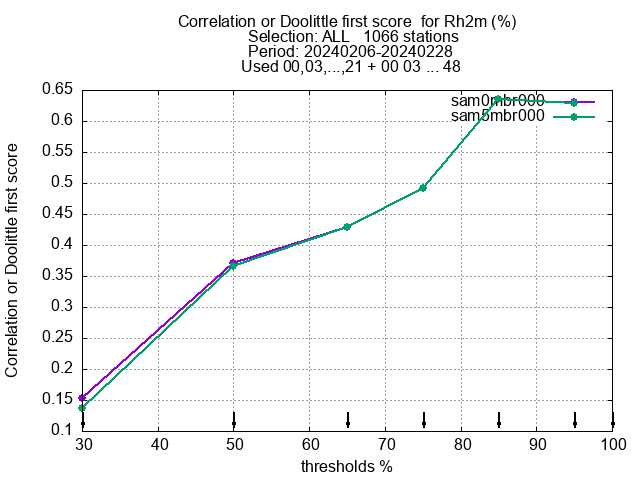 Correlation or Doolittle first score  for Rh2m (%)
Selection: ALL   1066 stations
Period: 20240206-20240228
Used 00,03,...,21 + 00 03 ... 48
sam0mbr000
sam5mbr000
Correlation or Doolittle first score
0.65
0.6
0.55
0.5
0.45
0.4
0.35
0.3
0.25
0.2
0.15
0.1
30 40 50 60 70 80 90 100
thresholds %